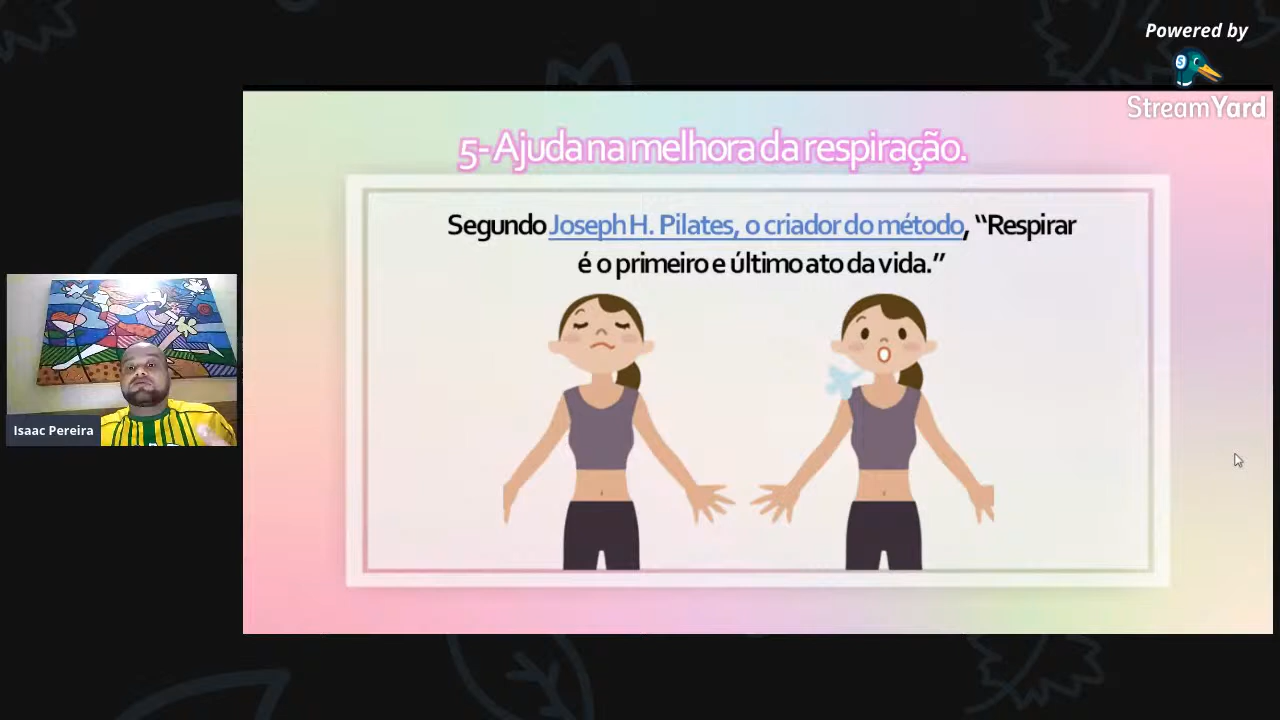 Powered by
StreamYard
5- Ajuda na melhora da respiração.
Segundo Joseph H. Pilates, o criador do método, “Respirar
é o primeiro e último ato da vida.”
Isaac Pereira